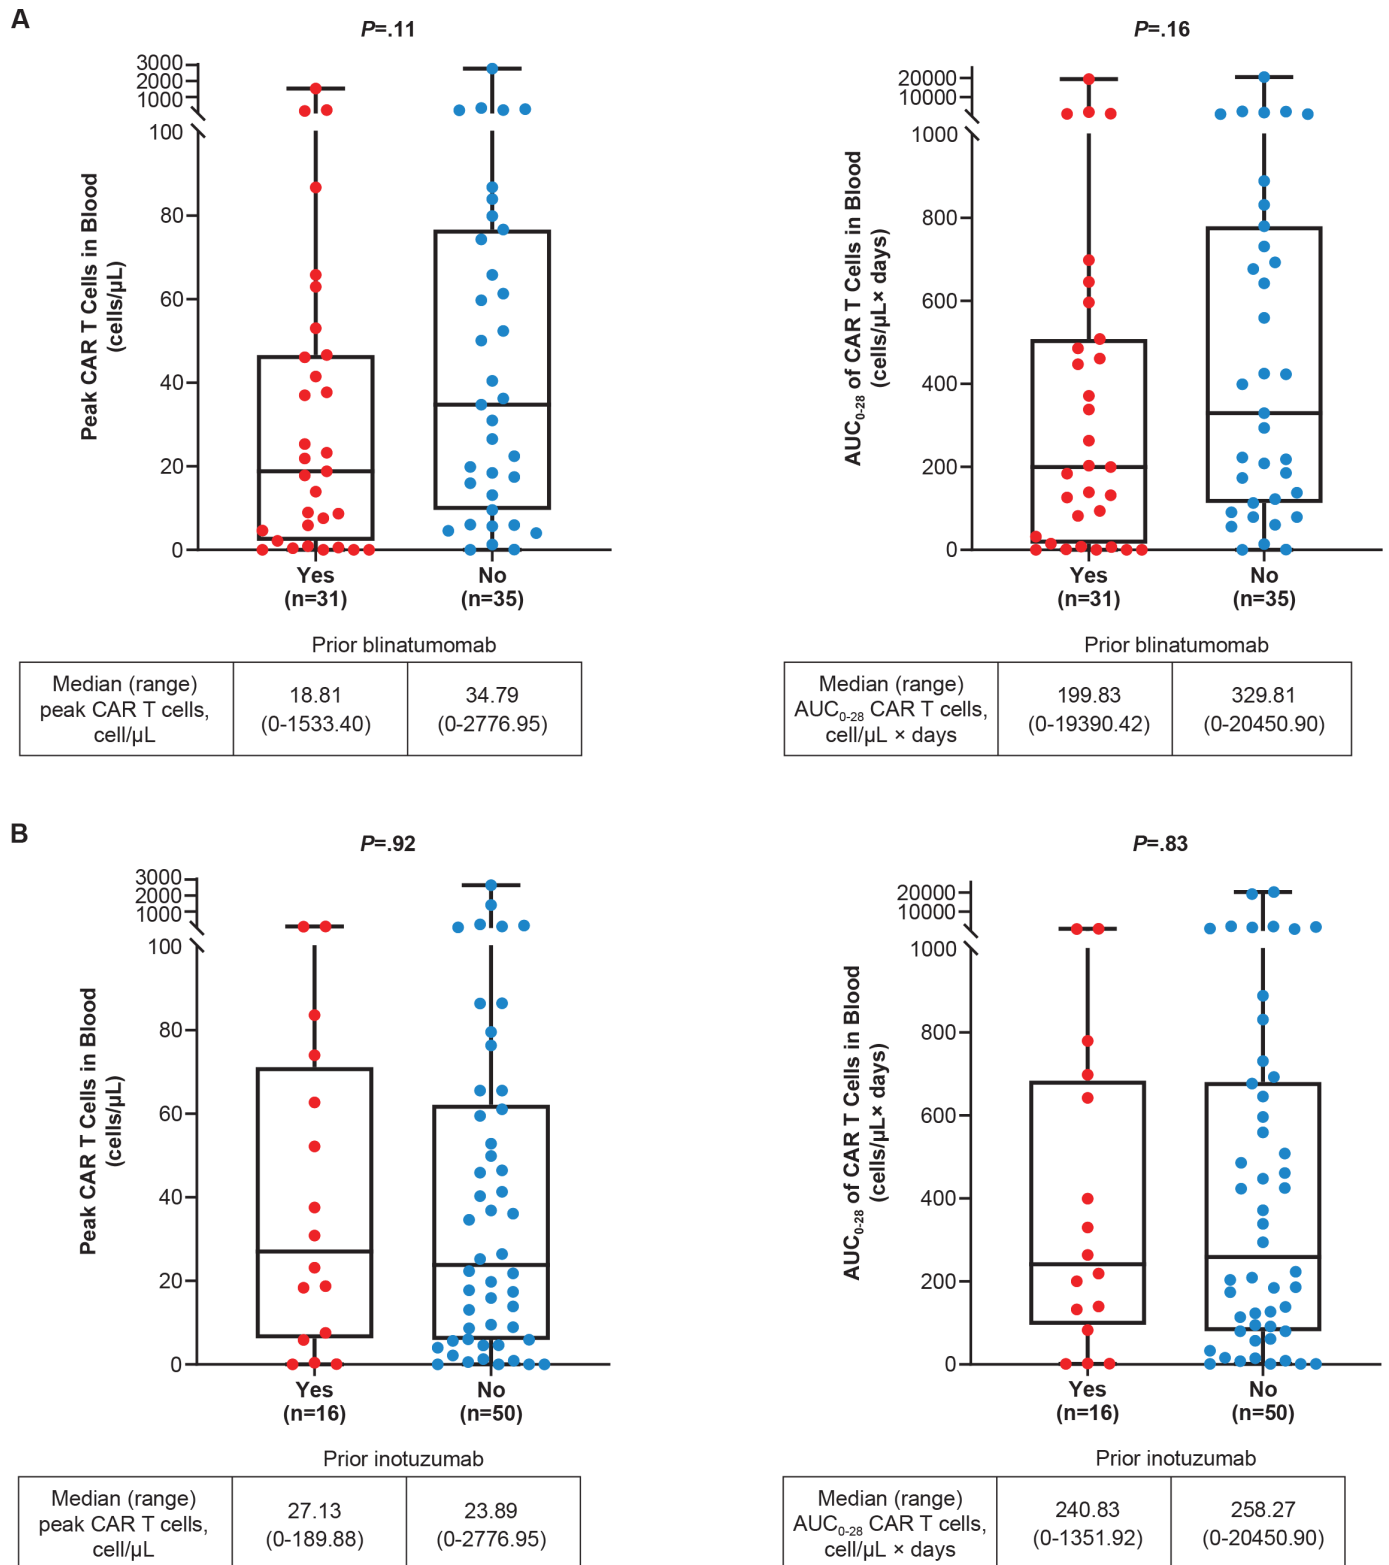 A
P=.11
3000
2000
1000
100
80
60
40
20
0
Peak CAR T Cells in Blood
(cells/µL)
Yes
(n=31)
No
(n=35)
Prior blinatumomab
Median (range)
peak CAR T cells,
cell/µL
18.81
(0-1533.40)
34.79
(0-2776.95)
P=.16
20000
10000
1000
800
600
400
200
0
AUC0-28 of CAR T Cells in Blood
(cells/µL× days)
Yes
(n=31)
No
(n=35)
Prior blinatumomab
Median (range)
AUC0-28 CAR T cells,
cell/µL × days
199.83
(0-19390.42)
329.81
(0-20450.90)
B
P=.92
3000
2000
1000
100
80
60
40
20
0
Peak CAR T Cells in Blood
(cells/µL)
Yes
(n=16)
No
(n=50)
Prior inotuzumab
Median (range)
peak CAR T cells,
cell/µL
27.13
(0-189.88)
23.89
(0-2776.95)
P=.83
20000
10000
1000
800
600
400
200
0
AUC0-28 of CAR T Cells in Blood
(cells/µL× days)
Yes
(n=16)
No
(n=50)
Prior inotuzumab
Median (range)
AUC0-28 CAR T cells,
cell/µL × days
240.83
(0-1351.92)
258.27
(0-20450.90)